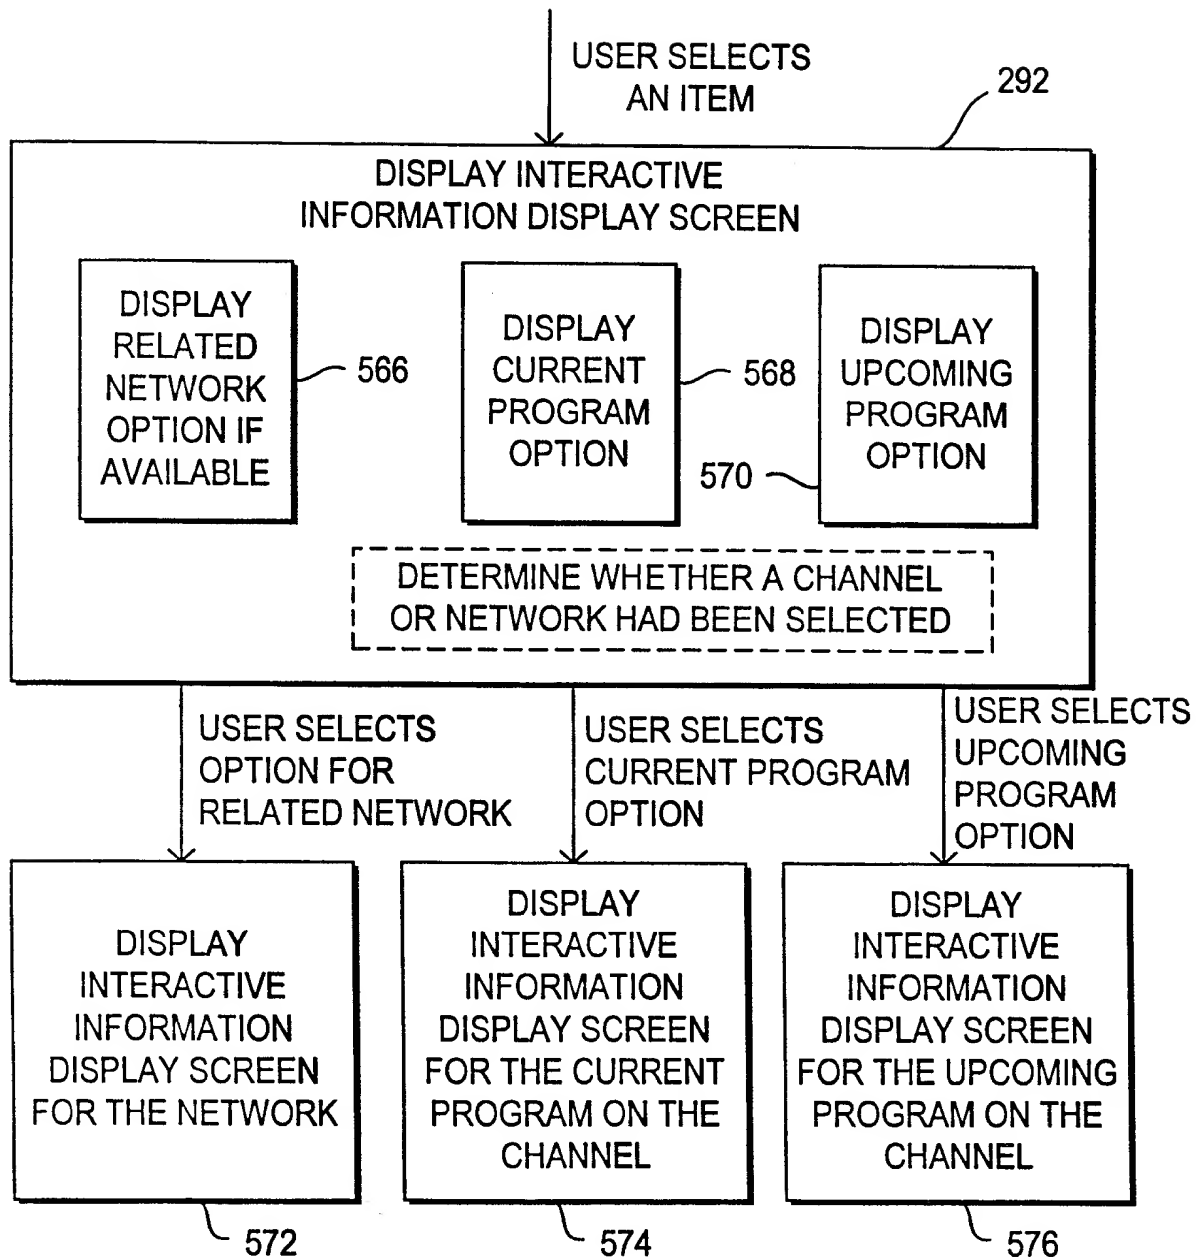 USER SELECTS
AN ITEM
292
DISPLAY INTERACTIVE
INFORMATION DISPLAY SCREEN
DISPLAY
RELATED
NETWORK
OPTION IF
AVAILABLE
566
DISPLAY
CURRENT
PROGRAM
OPTION
568
DISPLAY
UPCOMING
PROGRAM
OPTION
570
DETERMINE WHETHER A CHANNEL
OR NETWORK HAD BEEN SELECTED
USER SELECTS
OPTION FOR
RELATED NETWORK
USER SELECTS
CURRENT PROGRAM
OPTION
USER SELECTS
UPCOMING
PROGRAM
OPTION
DISPLAY
INTERACTIVE
INFORMATION
DISPLAY SCREEN
FOR THE NETWORK
572
DISPLAY
INTERACTIVE
INFORMATION
DISPLAY SCREEN
FOR THE CURRENT
PROGRAM ON THE
CHANNEL
574
DISPLAY
INTERACTIVE
INFORMATION
DISPLAY SCREEN
FOR THE UPCOMING
PROGRAM ON THE
CHANNEL
576